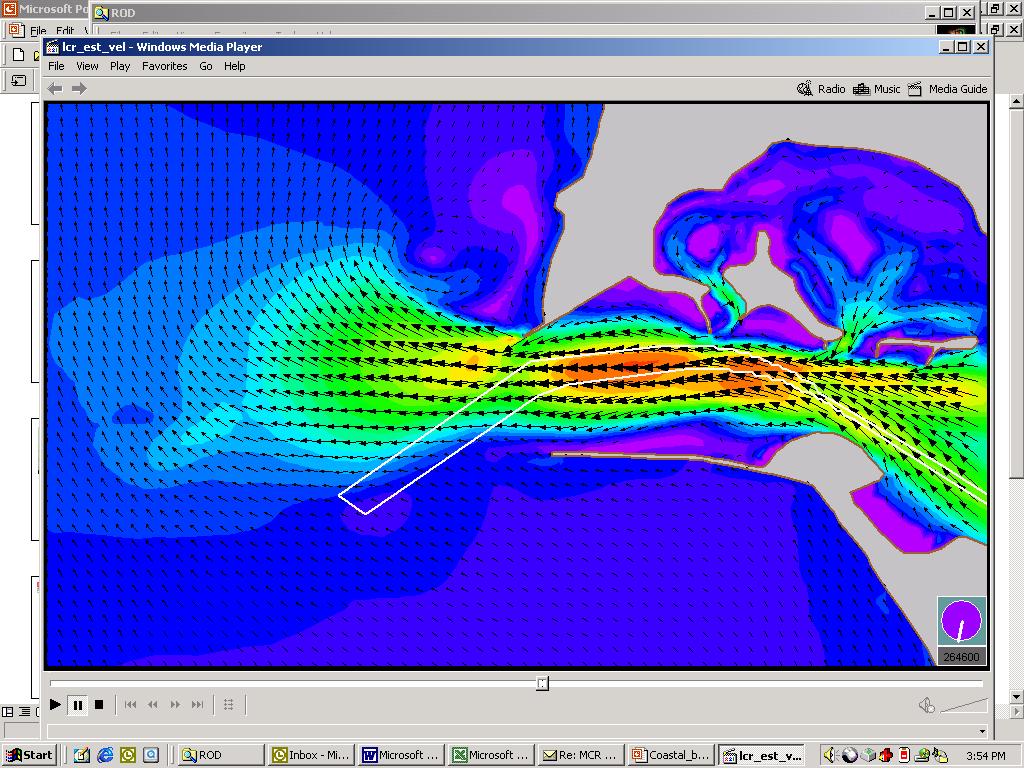 Microsoft Po
ROD
File Edit V
lcr_est_vel - Windows Media Player
File View Play Favorites Go Help
Radio Music Media Guide
264600
Start ROD Inbox - Mi... Microsoft ... Microsoft ... Re: MCR ... Coastal_b... lcr_est_v... 3:54 PM